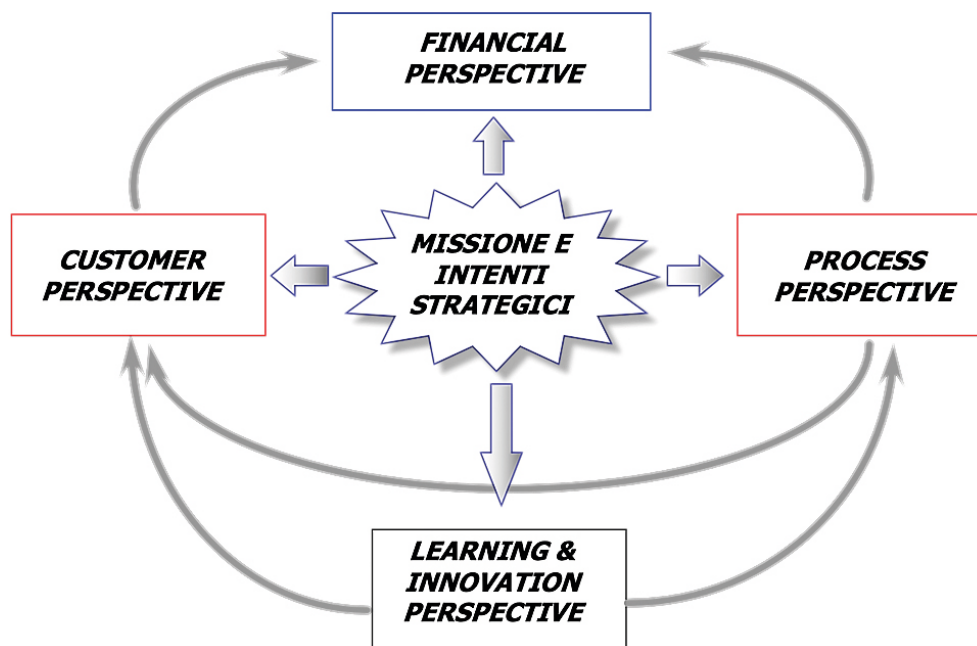 FINANCIAL
PERSPECTIVE
CUSTOMER
PERSPECTIVE
MISSIONE E
INTENTI
STRATEGICI
PROCESS
PERSPECTIVE
LEARNING &
INNOVATION
PERSPECTIVE